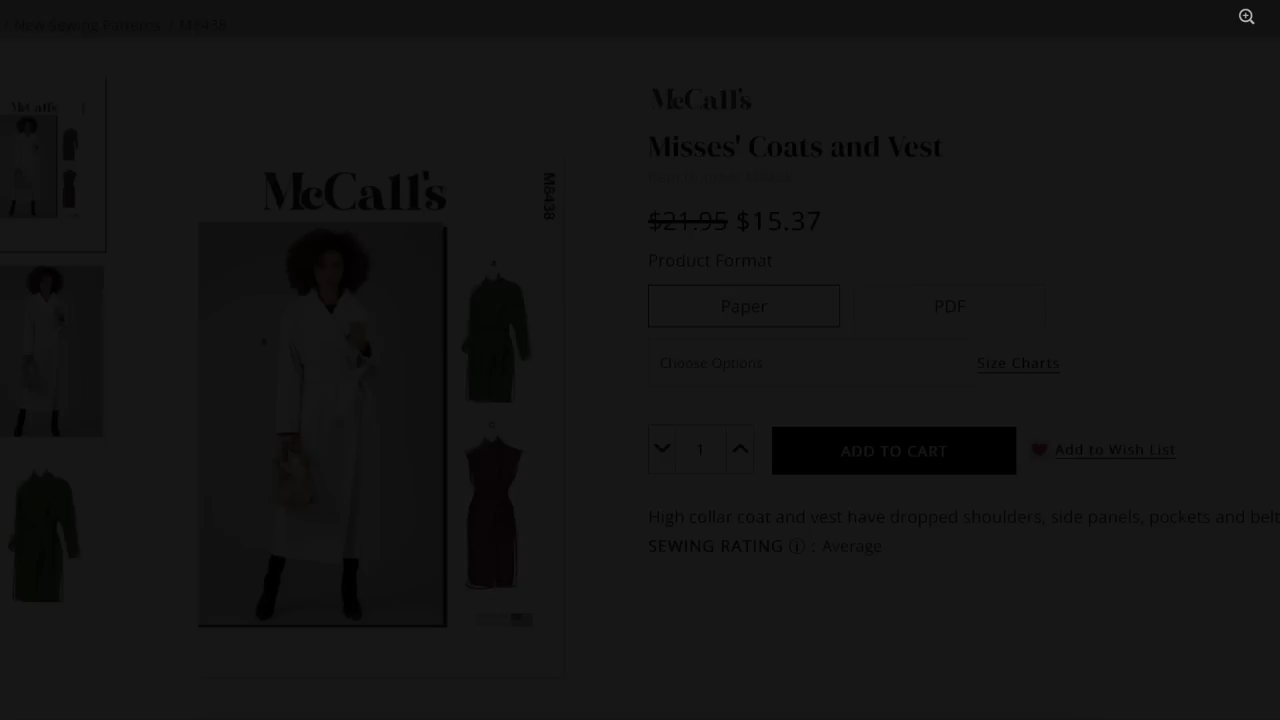 / New Sewing Patterns / M8438
McCall's
McCall's
M8438
A
C
McCall's
Misses' Coats and Vest
$21.95 $15.37
Product Format
Paper
PDF
Choose Options
Size Charts
1
ADD TO CART
Add to Wish List
High collar coat and vest have dropped shoulders, side panels, pockets and belt
SEWING RATING ⓘ : Average